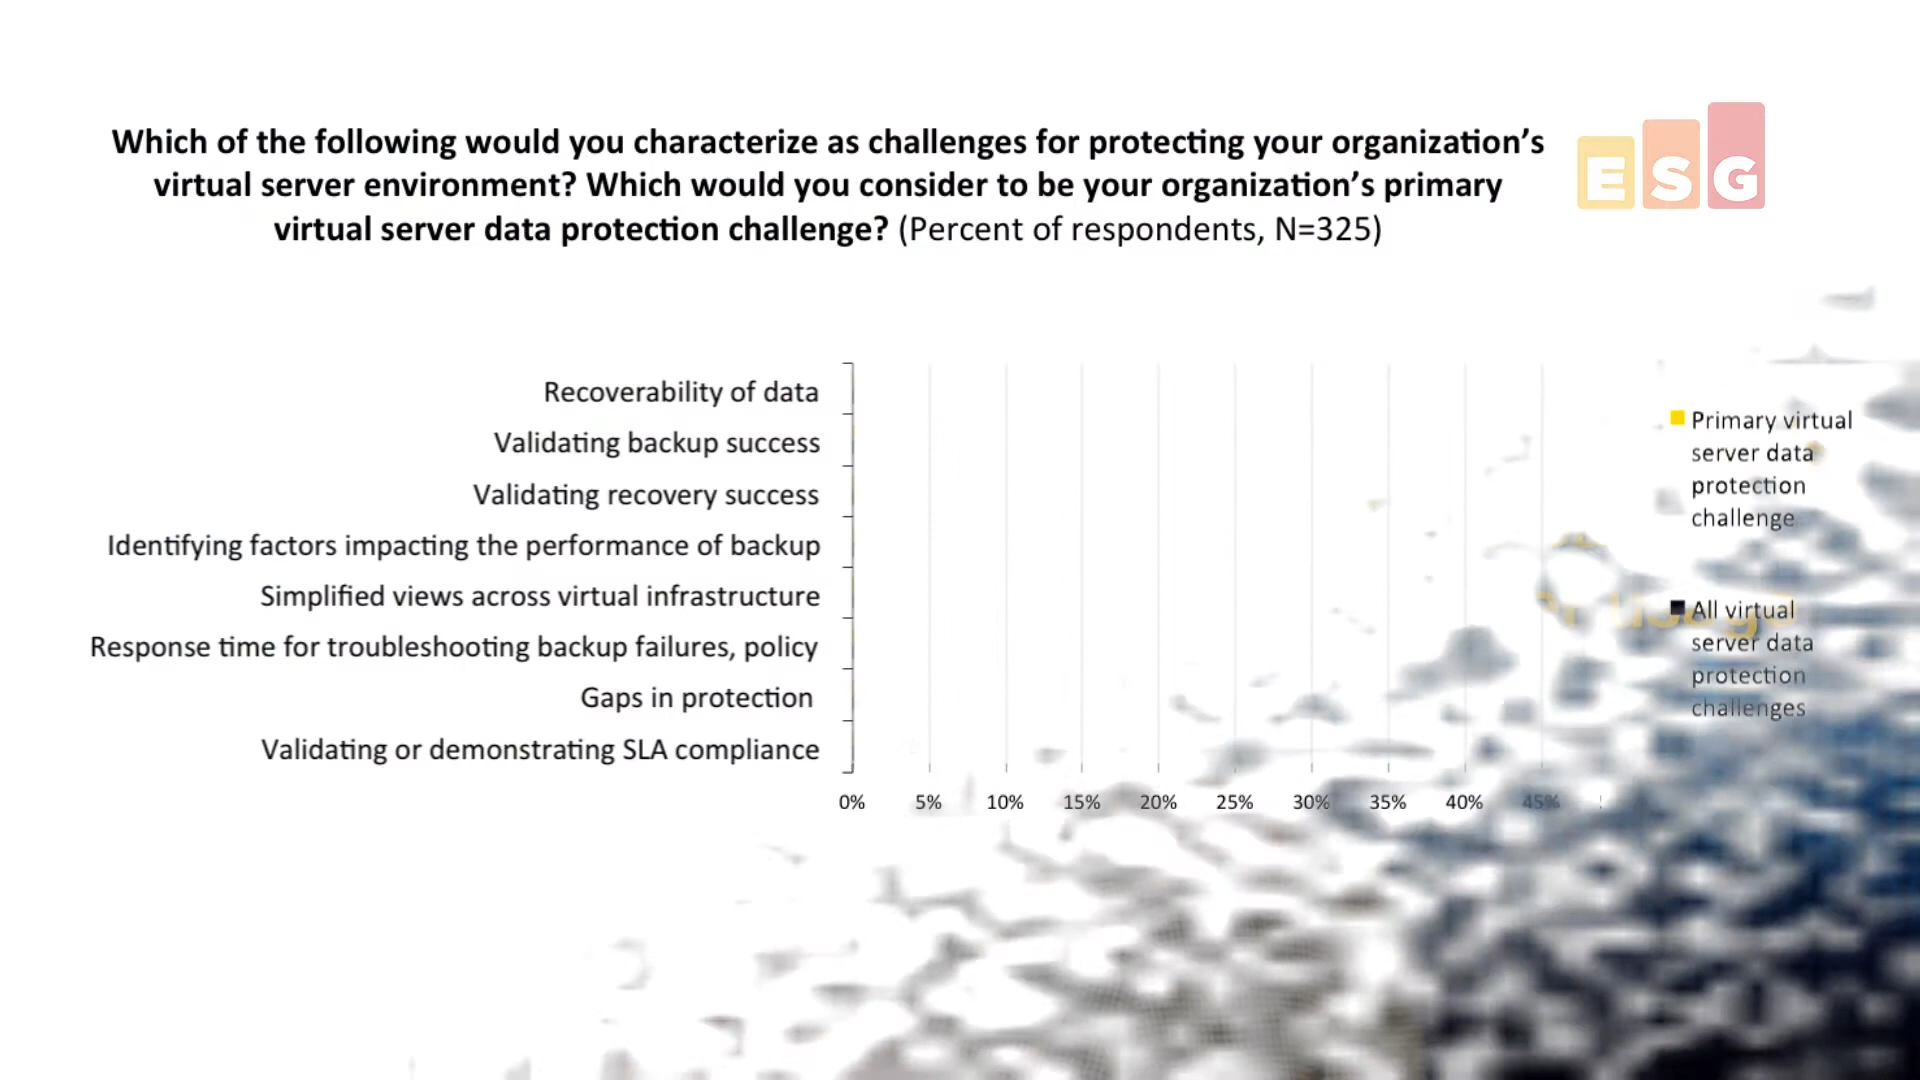 Which of the following would you characterize as challenges for protecting your organization’s
virtual server environment? Which would you consider to be your organization’s primary
virtual server data protection challenge? (Percent of respondents, N=325)
ESG
Recoverability of data
Validating backup success
Validating recovery success
Identifying factors impacting the performance of backup
Simplified views across virtual infrastructure
Response time for troubleshooting backup failures, policy
Gaps in protection
Validating or demonstrating SLA compliance
0% 5% 10% 15% 20% 25% 30% 35% 40% 45%
Primary virtual
server data
protection
challenge
All virtual
server data
protection
challenges